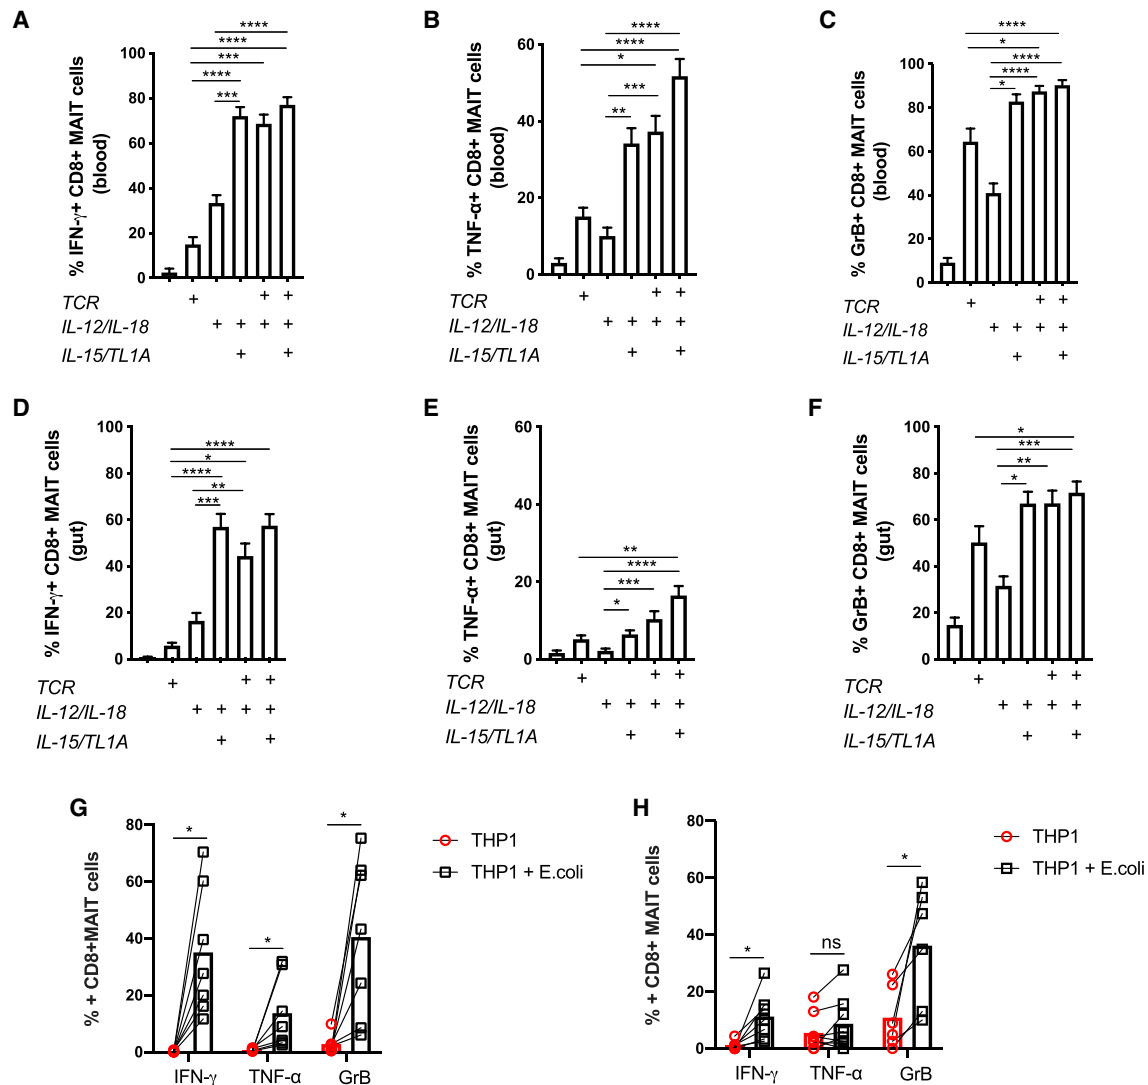 A
% IFN-γ+ CD8+ MAIT cells
(blood)
100
80
60
40
20
0
****
****
***
****
***
TCR + + +
IL-12/IL-18 + + + +
IL-15/TL1A + +
B
% TNF-α+ CD8+ MAIT cells
(blood)
60
40
20
0
****
****
*
***
**
TCR + + +
IL-12/IL-18 + + + +
IL-15/TL1A + +
C
% GrB+ CD8+ MAIT cells
(blood)
100
80
60
40
20
0
****
*
****
****
*
TCR + + +
IL-12/IL-18 + + + +
IL-15/TL1A + +
D
% IFN-γ+ CD8+ MAIT cells
(gut)
100
80
60
40
20
0
****
*
****
**
***
TCR + + +
IL-12/IL-18 + + + +
IL-15/TL1A + +
E
% TNF-α+ CD8+ MAIT cells
(gut)
60
40
20
0
**
****
***
*
TCR + + +
IL-12/IL-18 + + + +
IL-15/TL1A + +
F
% GrB+ CD8+ MAIT cells
(gut)
100
80
60
40
20
0
*
***
**
*
TCR + + +
IL-12/IL-18 + + + +
IL-15/TL1A + +
G
% + CD8+MAIT cells
80
60
40
20
0
*
*
*
IFN-γ TNF-α GrB
THP1
THP1 + E.coli
H
% + CD8+ MAIT cells
80
60
40
20
0
*
ns
*
IFN-γ TNF-α GrB
THP1
THP1 + E.coli